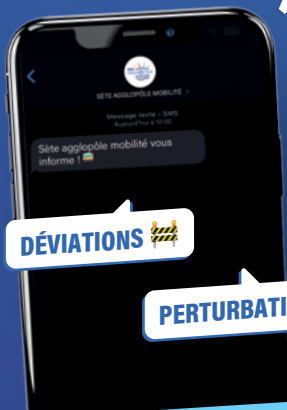 SÈTE AGGLOPÔLE MOBILITÉ >
Message texte • SMS
Aujourd'hui à 10:00
Sète agglopôle mobilité vous
informe ! 🚍
DÉVIATIONS 🚧
PERTURBATI